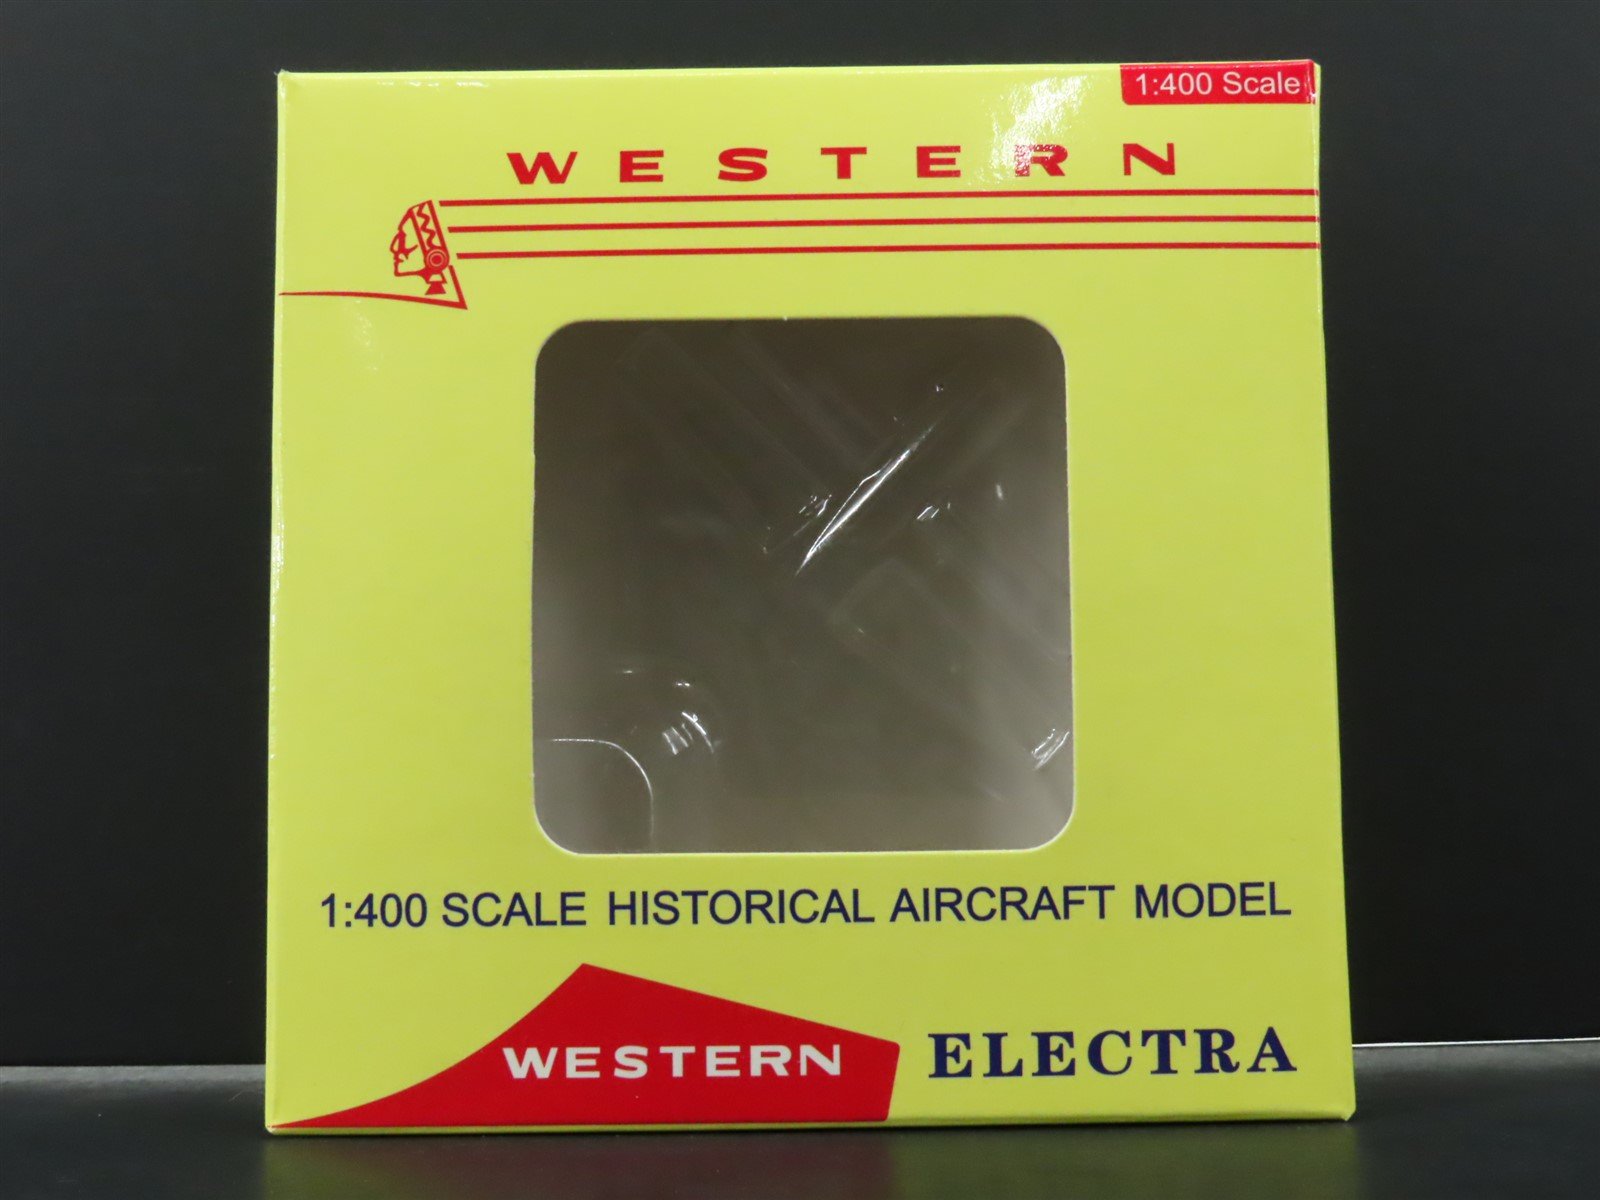 1:400 Scale
WESTERN
1:400 SCALE HISTORICAL AIRCRAFT MODEL
WESTERN ELECTRA